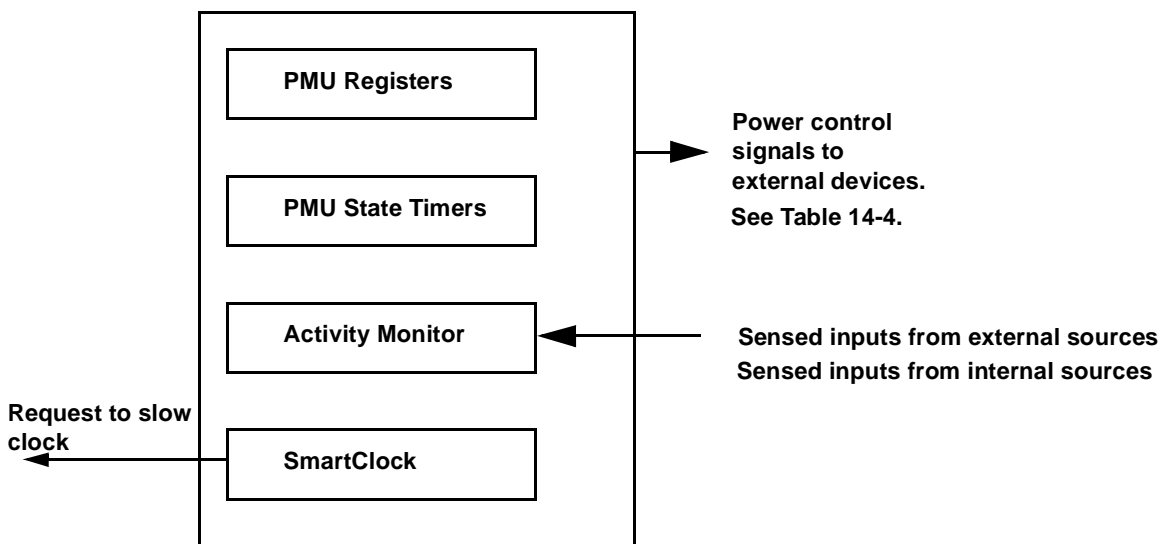 PMU Registers
Power control
signals to
external devices.
See Table 14-4.
PMU State Timers
Activity Monitor
Sensed inputs from external sources
Sensed inputs from internal sources
Request to slow
clock
SmartClock